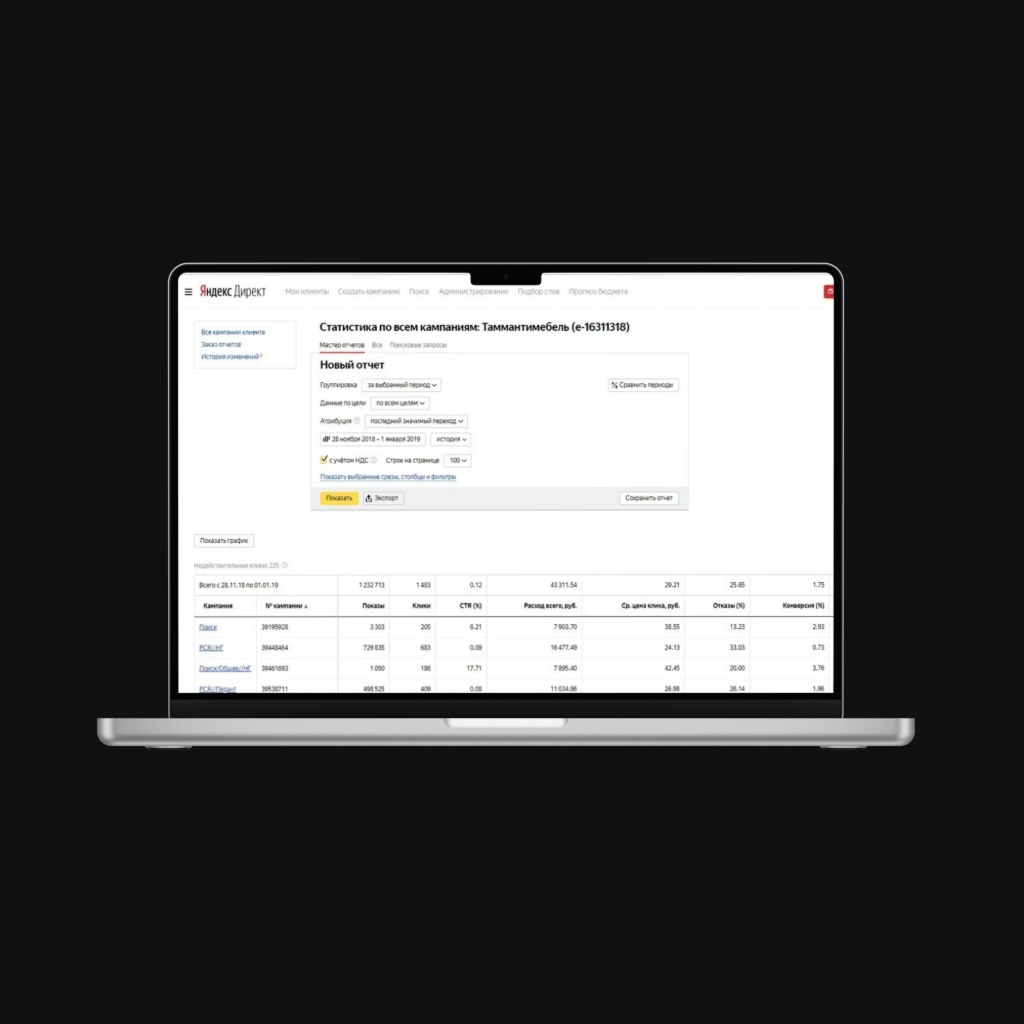 Яндекс Директ Мои клиенты Создать кампанию Поиск Администрирование Подбор слов Прогноз бюджета
Все кампании клиента
Заказ отчетов
История изменений
Статистика по всем кампаниям: Таммантимебель (e-16311318)
Мастер отчетов Все Поисковые запросы
Новый отчет
Группировка за выбранный период Сравнить периоды
Данные по цели по всем целям
Атрибуция последний значимый переход
28 ноября 2018 – 1 января 2019 история
с учётом НДС Строк на странице 100
Показать выбранные срезы, столбцы и фильтры
Показать Экспорт Сохранить отчет
Показать график
Недействительные клики 225
Всего с 28.11.18 по 01.01.19 1 232 713 1 483 0.12 43 311.54 29.21 25.65 1.75
Кампания № кампании Показы Клики CTR (%) Расход всего, руб. Ср. цена клика, руб. Отказы (%) Конверсия (%)
Поиск 39195928 3 303 205 6.21 7 903.70 38.55 13.23 2.93
РСЯ//НГ 39448464 729 835 683 0.09 16 477.49 24.13 33.03 0.73
Поиск/Общее//НГ 39461693 1 050 186 17.71 7 895.40 42.45 20.00 3.76
39538711 498 525 409 0.08 11 034.96 26.98 26.14 1.96